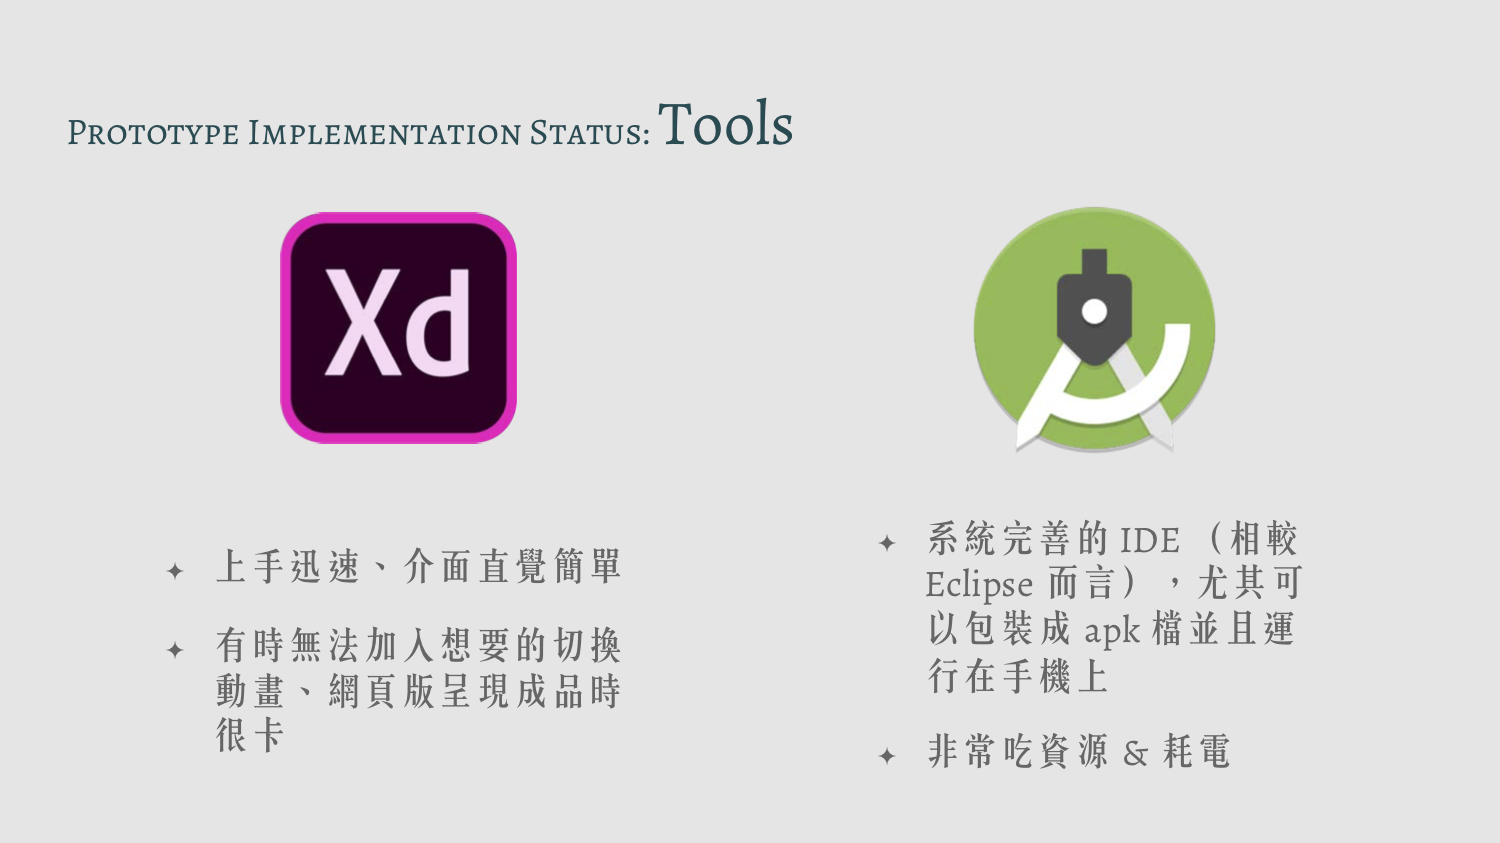 Prototype Implementation Status: Tools
Xd
上手迅速、介面直覺簡單
有時無法加入想要的切換
動畫、網頁版呈現成品時
很卡
系統完善的 IDE （相較
Eclipse 而言），尤其可
以包裝成 apk 檔並且運
行在手機上
非常吃資源 & 耗電